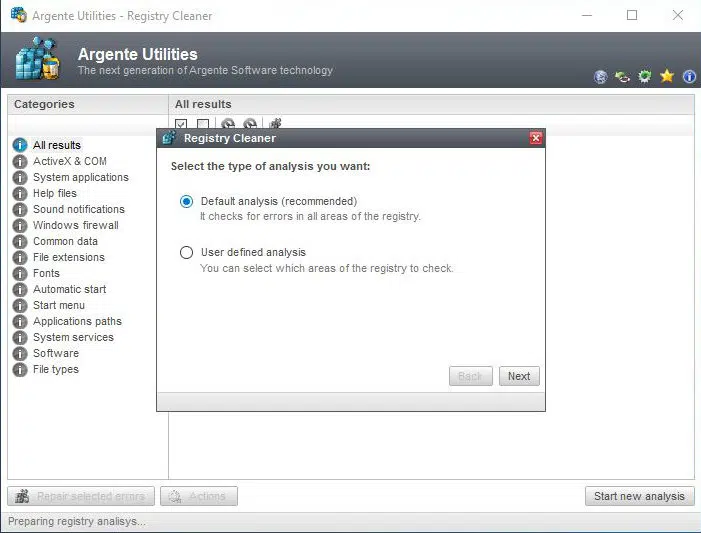 Argente Utilities - Registry Cleaner
Argente Utilities
The next generation of Argente Software technology
Categories
All results
All results
ActiveX & COM
System applications
Help files
Sound notifications
Windows firewall
Common data
File extensions
Fonts
Automatic start
Start menu
Applications paths
System services
Software
File types
Registry Cleaner
Select the type of analysis you want:
Default analysis (recommended)
It checks for errors in all areas of the registry.
User defined analysis
You can select which areas of the registry to check.
Back
Next
Repair selected errors
Actions
Start new analysis
Preparing registry analisys...